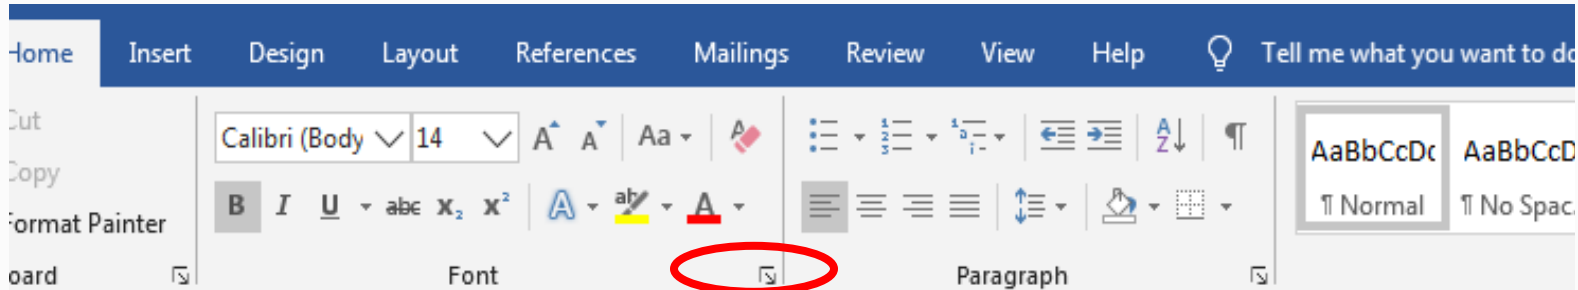 Home Insert Design Layout References Mailings Review View Help Tell me what you want to do
Cut
Copy
Format Painter
Calibri (Body 14 A A Aa A
B I U abc X₂ X² A ab A
AaBbCcDc AaBbCcD
¶ Normal ¶ No Spac.
oard Font Paragraph